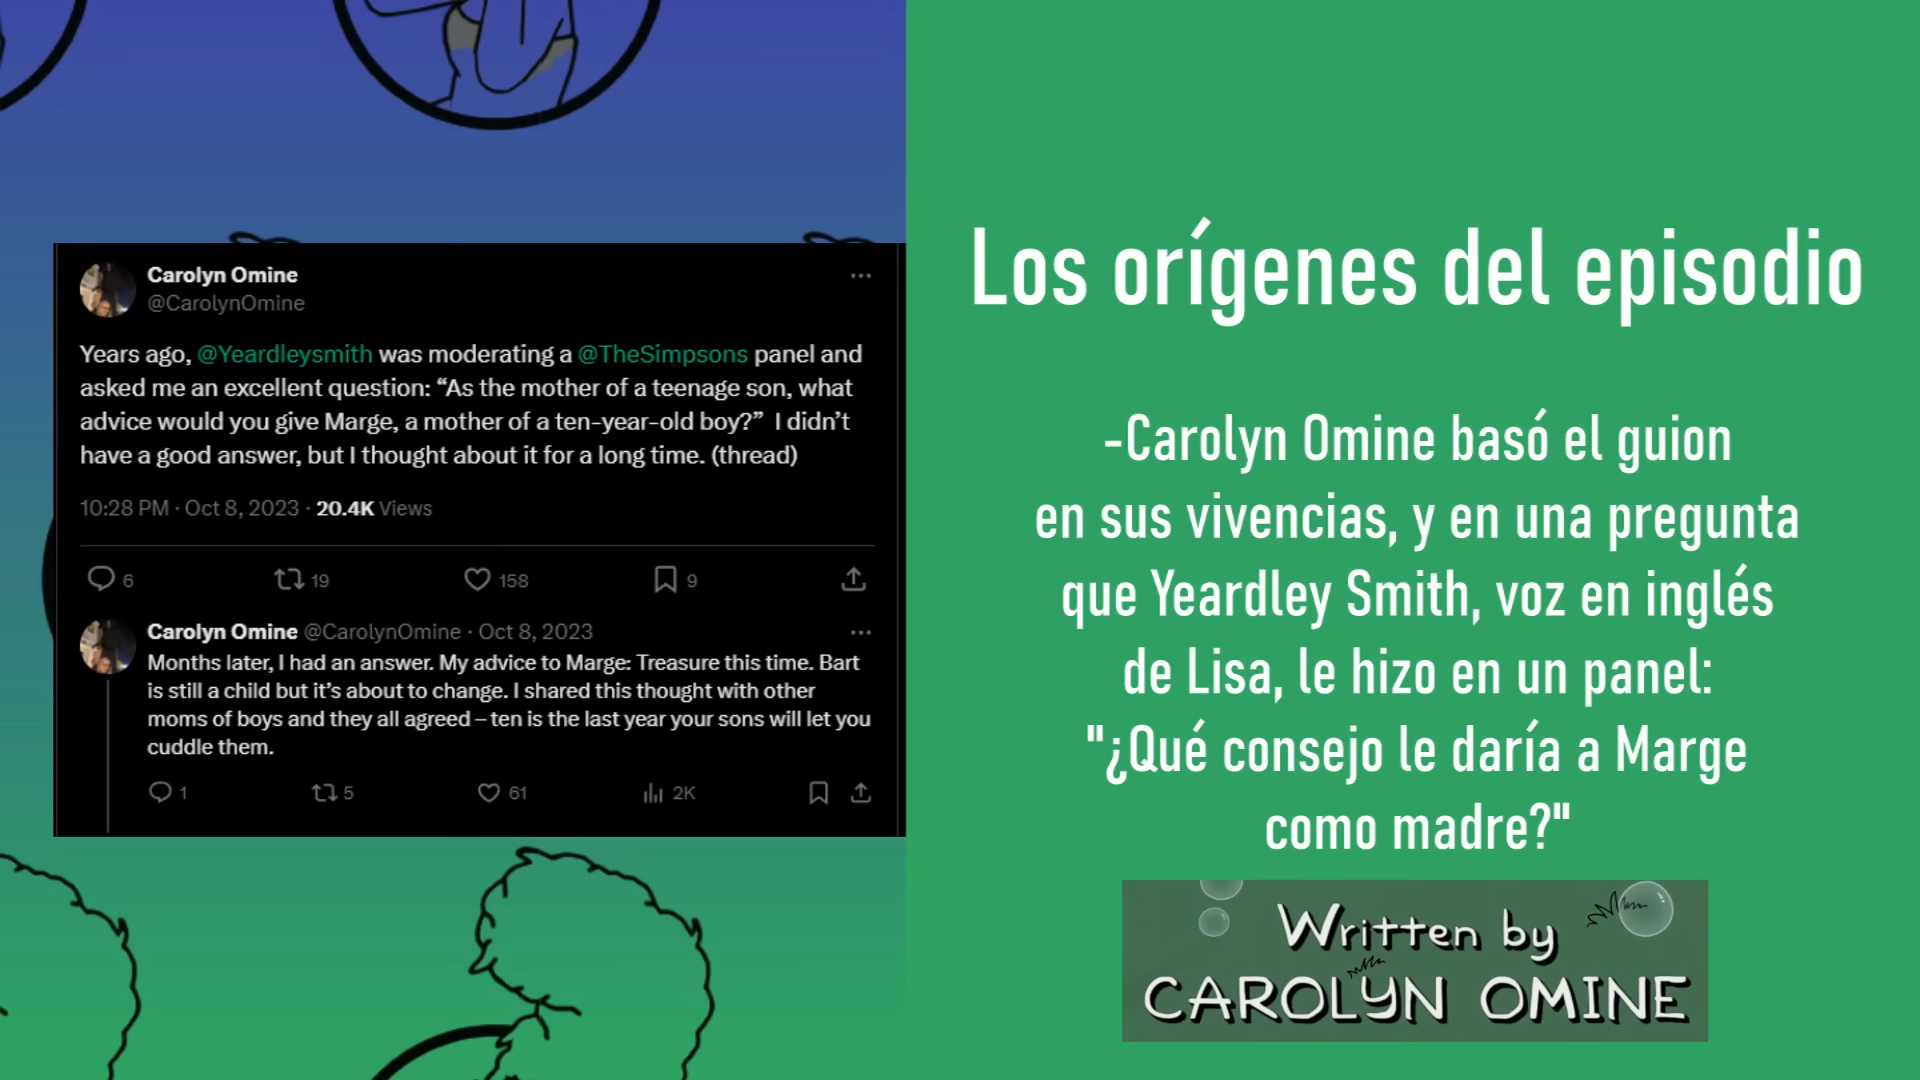 Carolyn Omine
@CarolynOmine
Years ago, @Yeardleysmith was moderating a @TheSimpsons panel and
asked me an excellent question: “As the mother of a teenage son, what
advice would you give Marge, a mother of a ten-year-old boy?”  I didn’t
have a good answer, but I thought about it for a long time. (thread)
10:28 PM · Oct 8, 2023 · 20.4K Views
6 19 158 9
Carolyn Omine @CarolynOmine · Oct 8, 2023
Months later, I had an answer. My advice to Marge: Treasure this time. Bart
is still a child but it’s about to change. I shared this thought with other
moms of boys and they all agreed – ten is the last year your sons will let you
cuddle them.
1 5 61 2K
Los orígenes del episodio
-Carolyn Omine basó el guion
en sus vivencias, y en una pregunta
que Yeardley Smith, voz en inglés
de Lisa, le hizo en un panel:
"¿Qué consejo le daría a Marge
como madre?"
Written by
CAROLYN OMINE